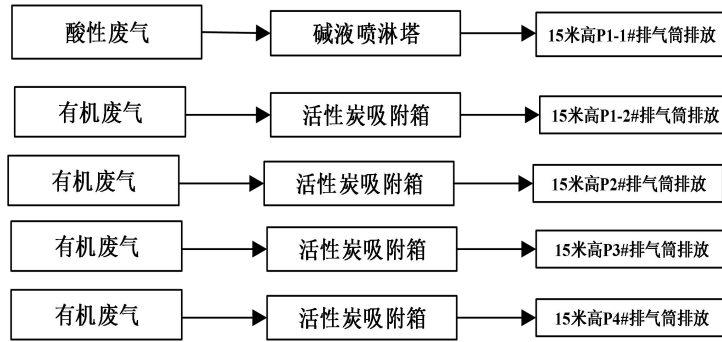 酸性废气
碱液喷淋塔
15米高P1-1#排气筒排放
有机废气
活性炭吸附箱
15米高P1-2#排气筒排放
有机废气
活性炭吸附箱
15米高P2#排气筒排放
有机废气
活性炭吸附箱
15米高P3#排气筒排放
有机废气
活性炭吸附箱
15米高P4#排气筒排放